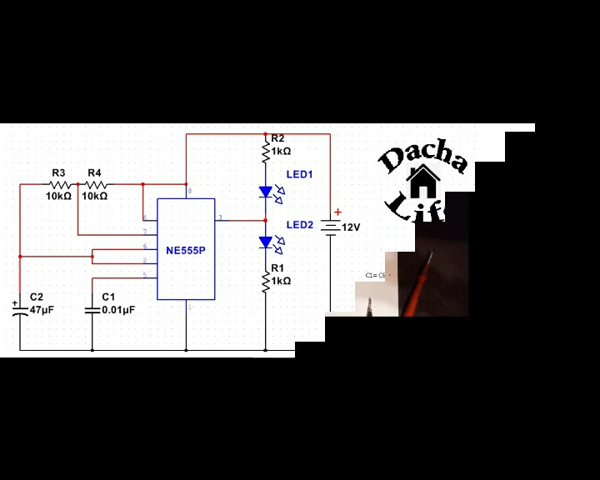 R2
1kΩ
Dacha
Lif
R3
R4
10kΩ
10kΩ
LED1
8
4
3
7
LED2
12V
6
NE555P
2
5
R1
1kΩ
C2
47µF
C1
0.01µF
1